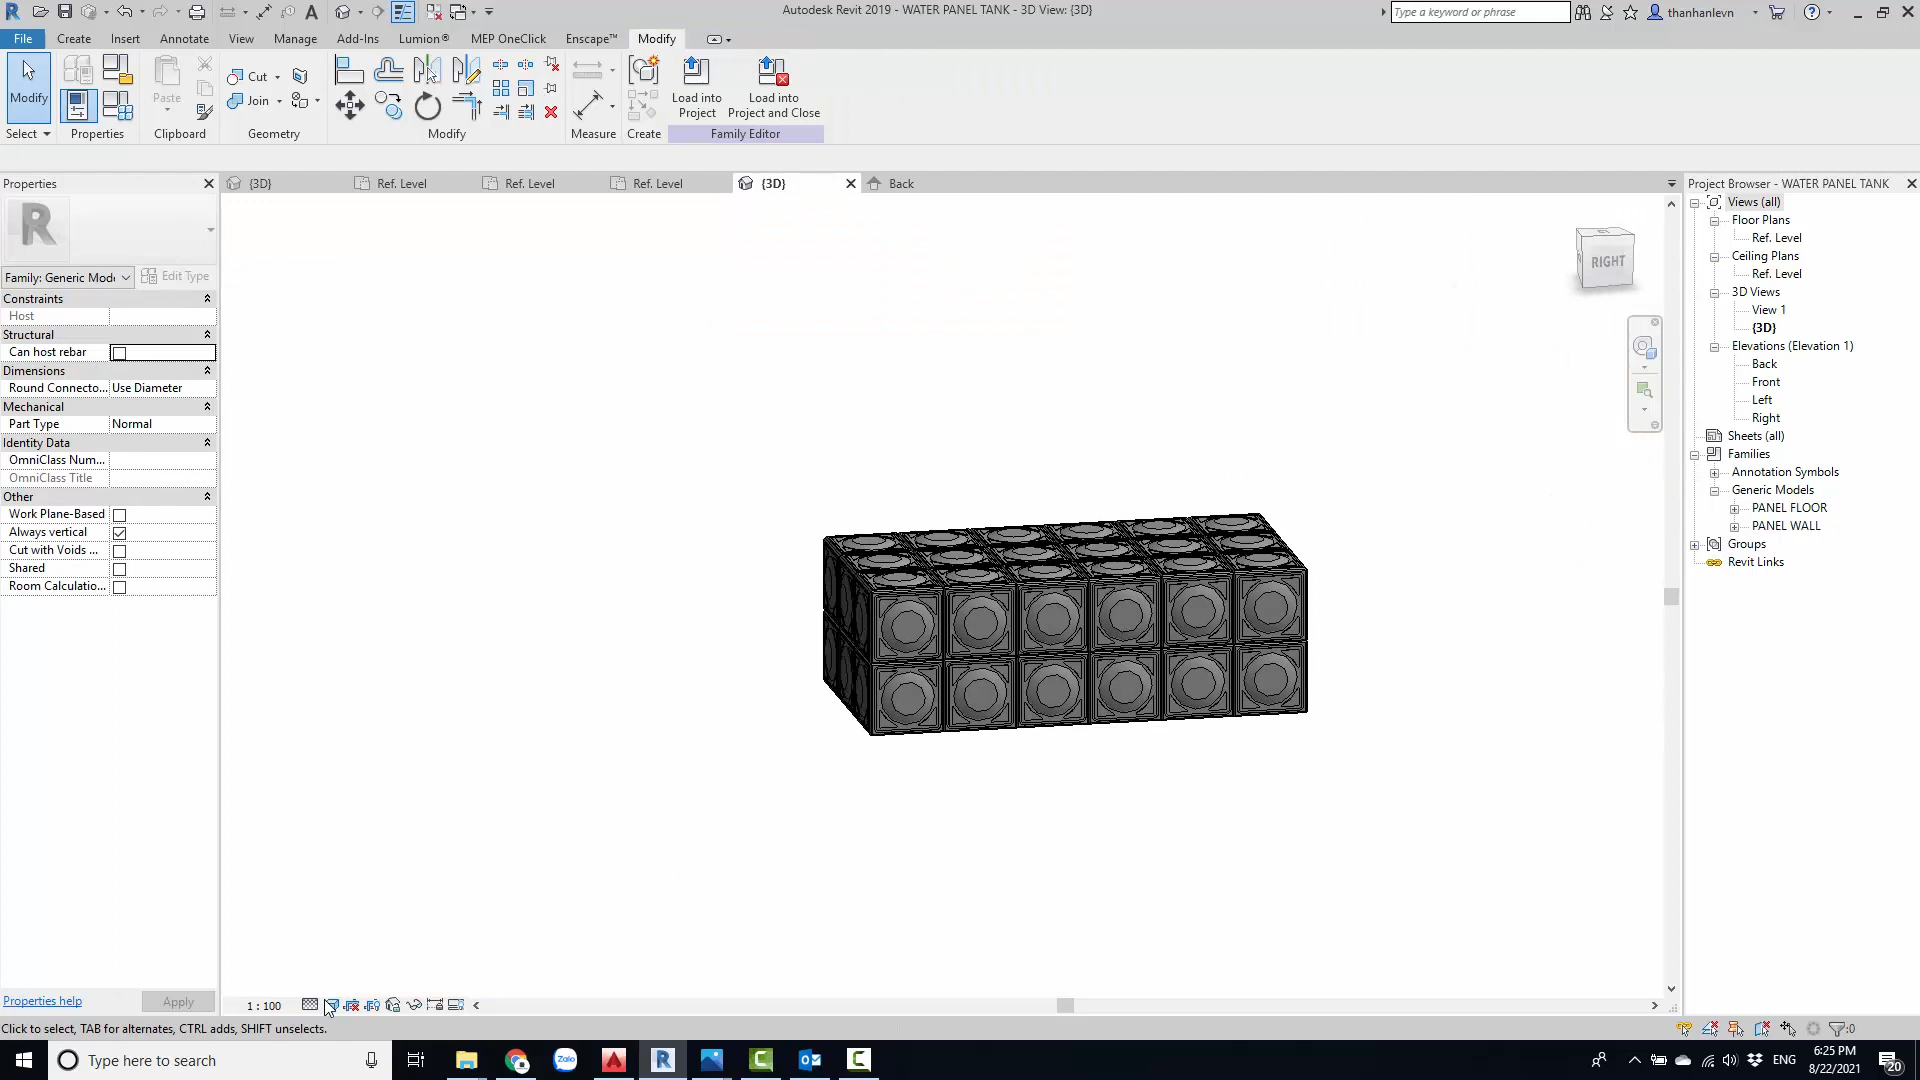 Autodesk Revit 2019 - WATER PANEL TANK - 3D View: {3D}
Type a keyword or phrase
thanhanlevn
File Create Insert Annotate View Manage Add-Ins Lumion® MEP OneClick Enscape™ Modify
Modify
Paste
Cut
Join
Load into
Project
Load into
Project and Close
Select
Properties
Clipboard
Geometry
Modify
Measure
Create
Family Editor
Properties
{3D}
Ref. Level
Ref. Level
Ref. Level
{3D}
Back
Project Browser - WATER PANEL TANK
Family: Generic Mod
Edit Type
Constraints
Host
Structural
Can host rebar
Dimensions
Round Connecto... Use Diameter
Mechanical
Part Type Normal
Identity Data
OmniClass Num...
OmniClass Title
Other
Work Plane-Based
Always vertical
Cut with Voids ...
Shared
Room Calculatio...
Properties help
Apply
RIGHT
Views (all)
Floor Plans
Ref. Level
Ceiling Plans
Ref. Level
3D Views
View 1
{3D}
Elevations (Elevation 1)
Back
Front
Left
Right
Sheets (all)
Families
Annotation Symbols
Generic Models
PANEL FLOOR
PANEL WALL
Groups
Revit Links
1 : 100
Click to select, TAB for alternates, CTRL adds, SHIFT unselects.
:0
Type here to search
Zalo
ENG
6:25 PM
8/22/2021
20